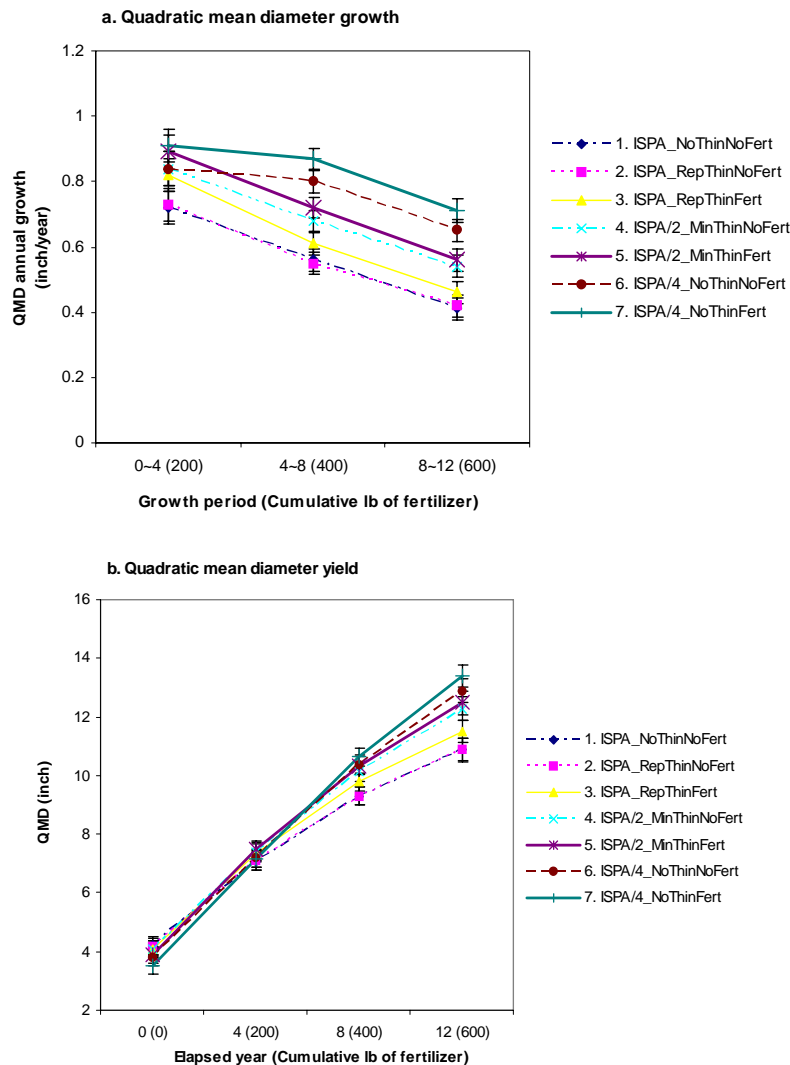 a. Quadratic mean diameter growth
1.2
1
0.8
0.6
0.4
0.2
0
QMD annual growth
(inch/year)
0~4 (200)
4~8 (400)
8~12 (600)
Growth period (Cumulative lb of fertilizer)
1. ISPA_NoThinNoFert
2. ISPA_RepThinNoFert
3. ISPA_RepThinFert
4. ISPA/2_MinThinNoFert
5. ISPA/2_MinThinFert
6. ISPA/4_NoThinNoFert
7. ISPA/4_NoThinFert
b. Quadratic mean diameter yield
16
14
12
10
8
6
4
2
QMD (inch)
0 (0)
4 (200)
8 (400)
12 (600)
Elapsed year (Cumulative lb of fertilizer)
1. ISPA_NoThinNoFert
2. ISPA_RepThinNoFert
3. ISPA_RepThinFert
4. ISPA/2_MinThinNoFert
5. ISPA/2_MinThinFert
6. ISPA/4_NoThinNoFert
7. ISPA/4_NoThinFert